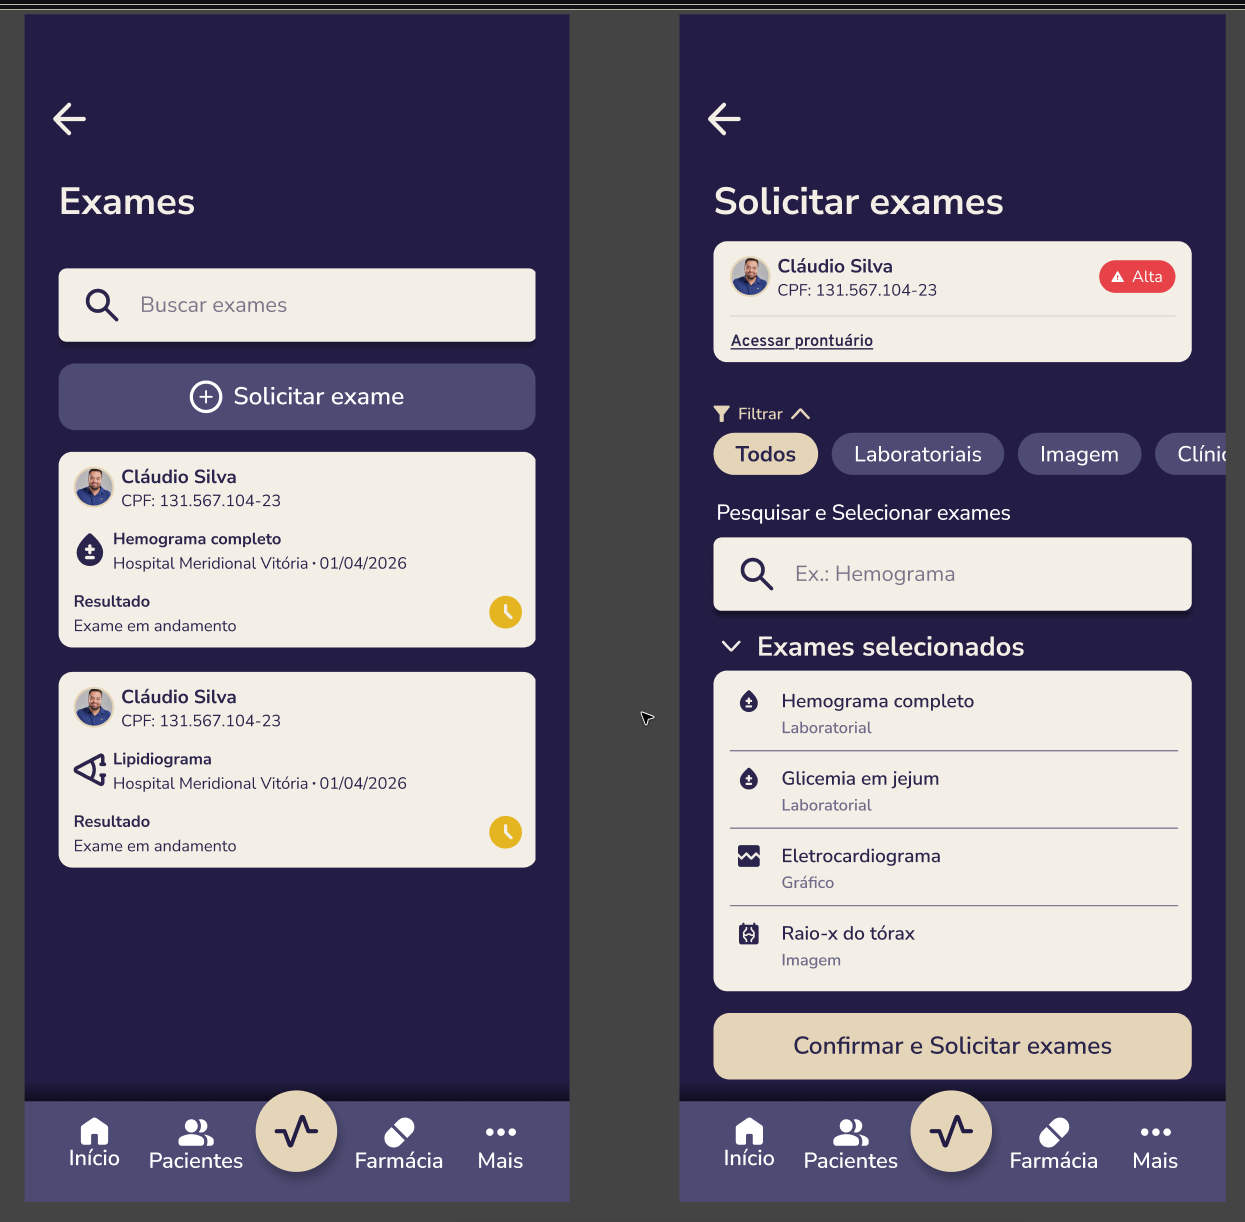 Exames
Buscar exames
Solicitar exame
Cláudio Silva
CPF: 131.567.104-23
Hemograma completo
Hospital Meridional Vitória · 01/04/2026
Resultado
Exame em andamento
Cláudio Silva
CPF: 131.567.104-23
Lipidiograma
Hospital Meridional Vitória · 01/04/2026
Resultado
Exame em andamento
Início
Pacientes
Farmácia
Mais
Solicitar exames
Cláudio Silva
CPF: 131.567.104-23
Alta
Acessar prontuário
Filtrar
Todos
Laboratoriais
Imagem
Clínic
Pesquisar e Selecionar exames
Ex.: Hemograma
Exames selecionados
Hemograma completo
Laboratorial
Glicemia em jejum
Laboratorial
Eletrocardiograma
Gráfico
Raio-x do tórax
Imagem
Confirmar e Solicitar exames
Início
Pacientes
Farmácia
Mais